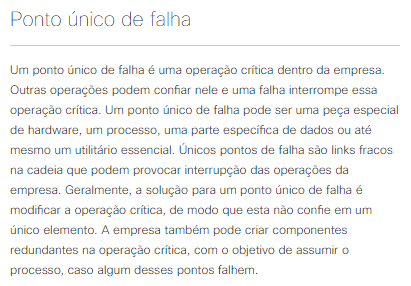 Ponto único de falha
Um ponto único de falha é uma operação crítica dentro da empresa.
Outras operações podem confiar nele e uma falha interrompe essa
operação crítica. Um ponto único de falha pode ser uma peça especial
de hardware, um processo, uma parte específica de dados ou até
mesmo um utilitário essencial. Únicos pontos de falha são links fracos
na cadeia que podem provocar interrupção das operações da
empresa. Geralmente, a solução para um ponto único de falha é
modificar a operação crítica, de modo que esta não confie em um
único elemento. A empresa também pode criar componentes
redundantes na operação crítica, com o objetivo de assumir o
processo, caso algum desses pontos falhem.